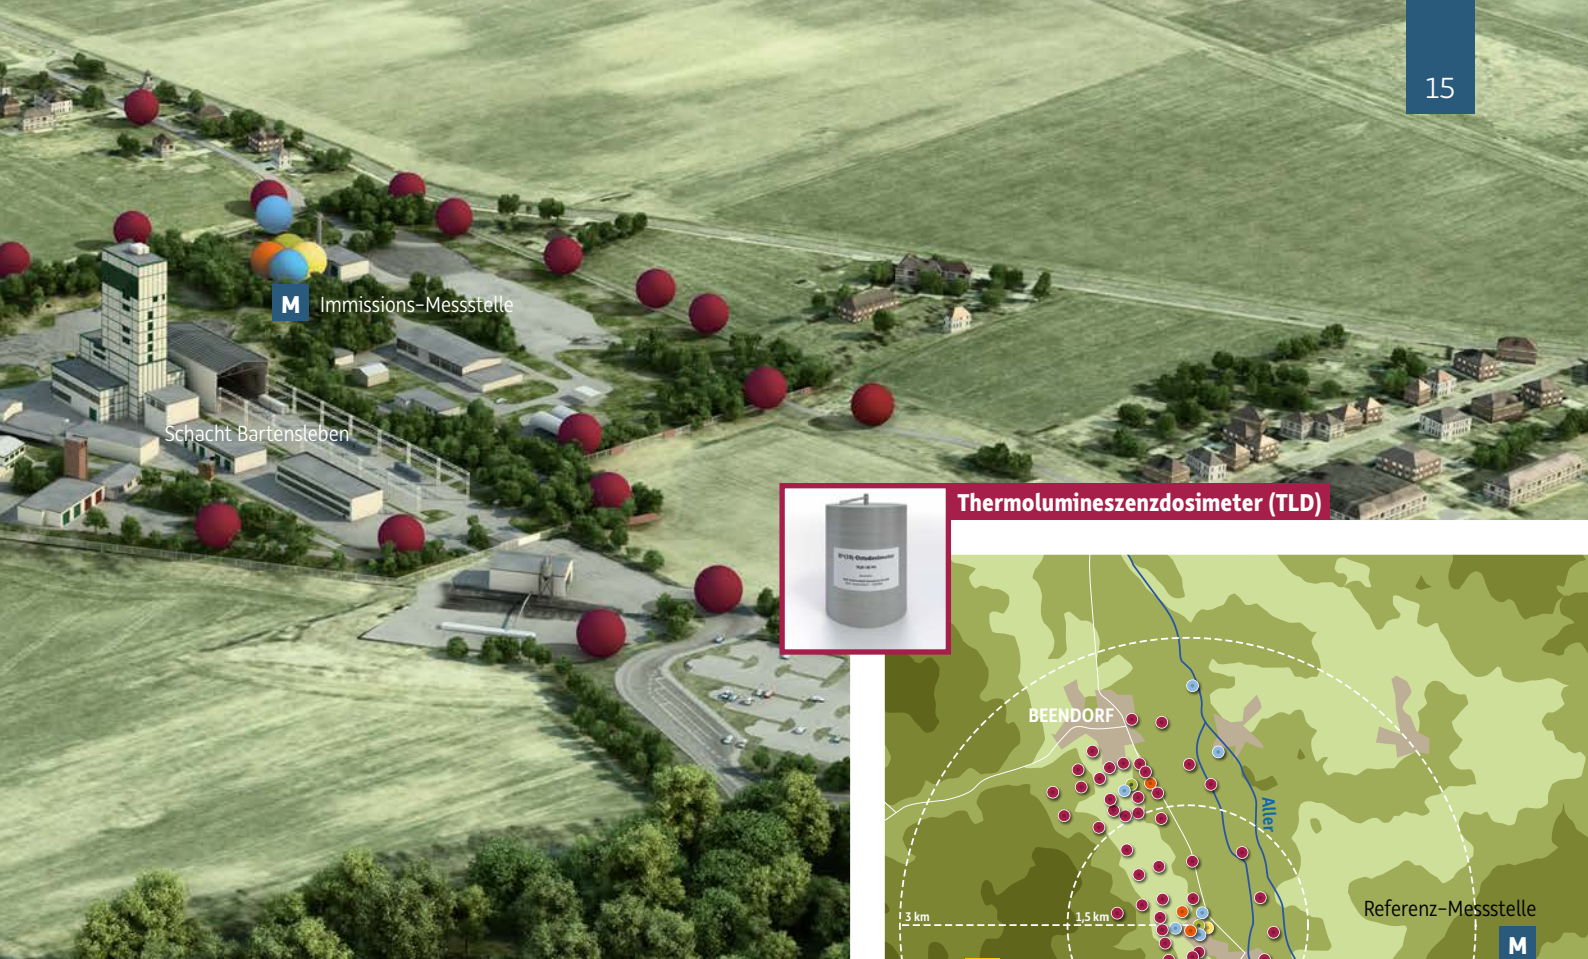 15
M Immissions-Messstelle
Schacht Bartensleben
Thermolumineszenzdosimeter (TLD)
BEENDORF
Aller
Referenz-Messstelle
3 km
1,5 km
M